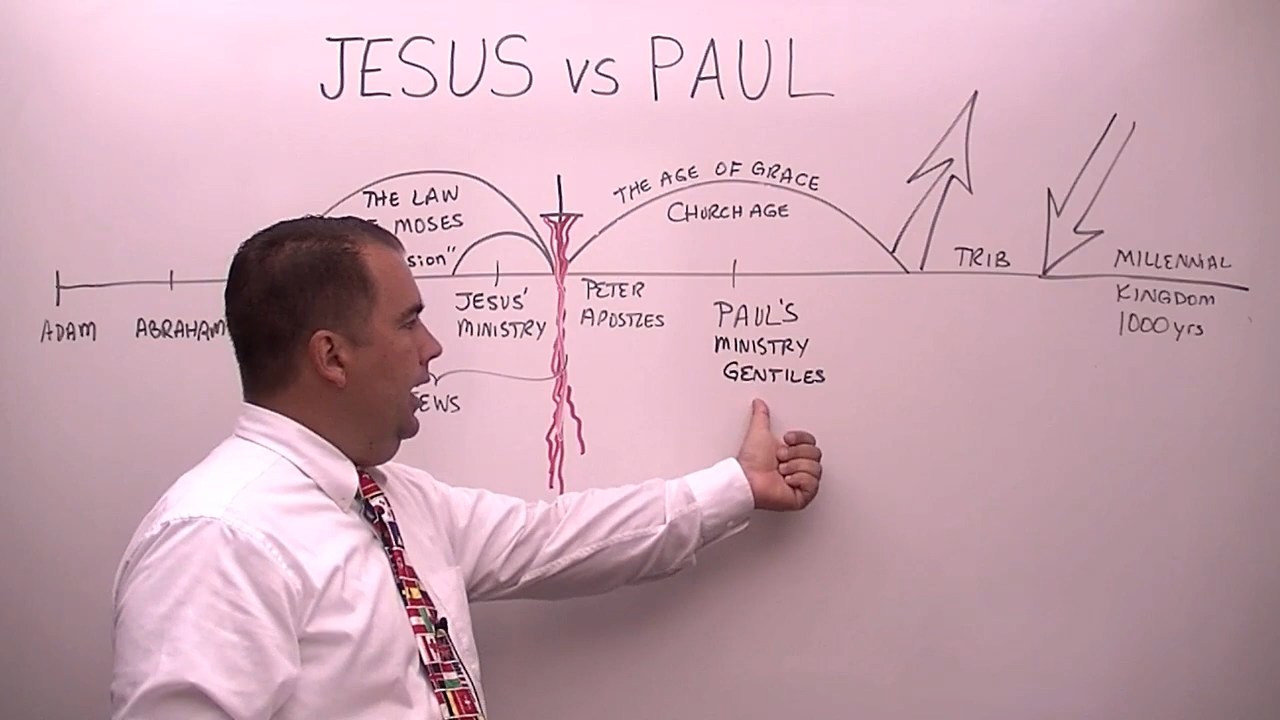 JESUS vs PAUL
THE LAW
MOSES
sion"
THE AGE OF GRACE
CHURCH AGE
TRIB
MILLENNIAL
KINGDOM
1000 yrs
ADAM
ABRAHAM
JESUS'
MINISTRY
PETER
APOSTLES
PAUL'S
MINISTRY
GENTILES
EWS